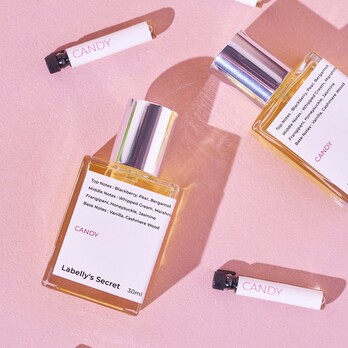 CANDY
Top Notes : Blackberry, Pear, Bergamot
Middle Notes : Whipped Cream,
Frangipani, Honeysuckle, Jasmine
Base Notes : Vanilla, Cashmere Wood
CANDY
Top Notes : Blackberry, Pear, Bergamot
Middle Notes : Whipped Cream,
Frangipani, Honeysuckle, Jasmine
Base Notes : Vanilla, Cashmere Wood
CANDY
Labelly's Secret
30ml
CANDY